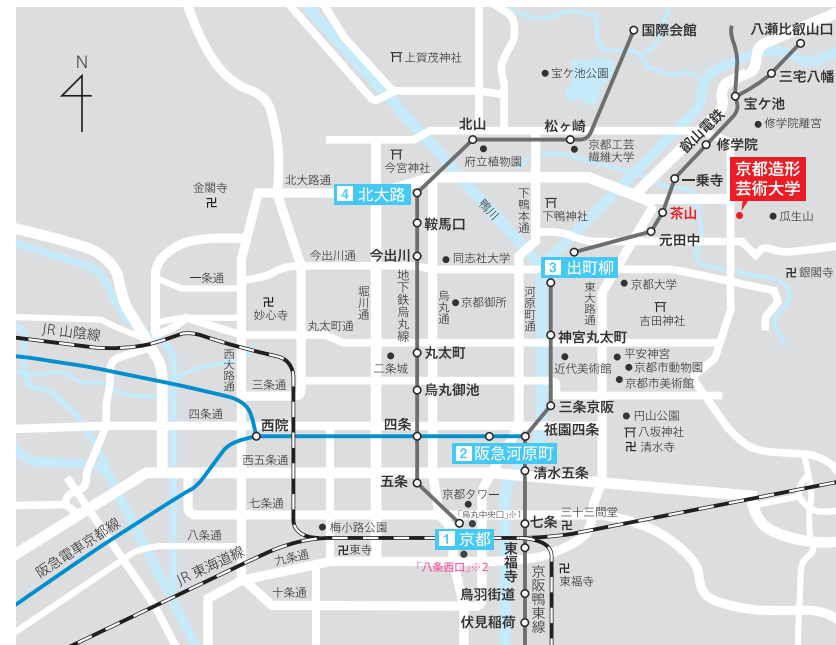 N
上賀茂神社
国際会館
八瀬比叡山口
宝ケ池公園
三宅八幡
宝ケ池
叡山電鉄
修学院離宮
北山
松ヶ崎
修学院
府立植物園
京都工芸
繊維大学
今宮神社
京都造形
芸術大学
金閣寺
北大路通
4 北大路
一乗寺
鴨川
下鴨本通
下鴨神社
茶山
瓜生山
鞍馬口
元田中
今出川通
今出川
同志社大学
3 出町柳
銀閣寺
一条通
堀川通
地下鉄烏丸線
烏丸通
京都御所
河原町通
東大路通
京都大学
吉田神社
妙心寺
丸太町通
JR 山陰線
神宮丸太町
西大路通
二条城
丸太町
近代美術館
平安神宮
京都市動物園
京都市美術館
三条通
烏丸御池
四条通
三条京阪
円山公園
西院
四条
祇園四条
八坂神社
清水寺
2 阪急河原町
西五条通
清水五条
五条
京都タワー
七条通
「烏丸中央口」※1
七条
三十三間堂
梅小路公園
八条通
1 京都
阪急電車京都線
JR 東海道線
九条通
東寺
「八条西口」※2
東福寺
東福寺
十条通
鳥羽街道
京阪鴨東線
伏見稲荷